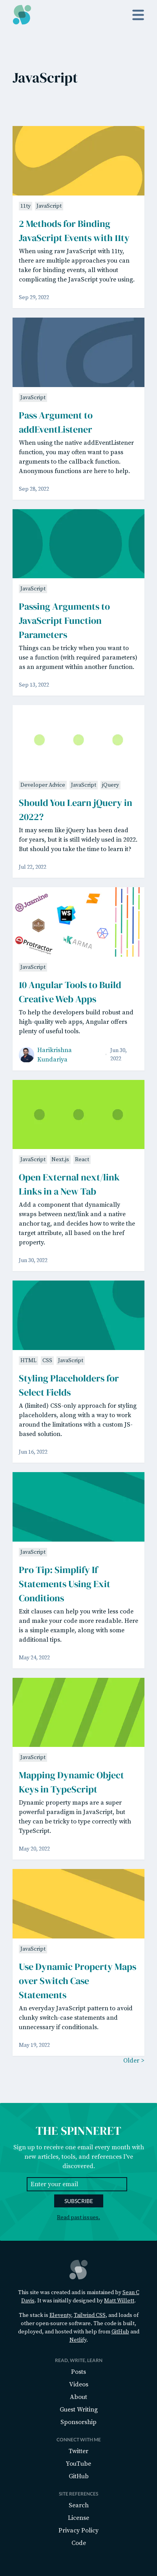 JavaScript
11ty JavaScript
2 Methods for Binding
JavaScript Events with 11ty
When using raw JavaScript with 11ty,
there are multiple approaches you can
take for binding events, all without
complicating the JavaScript you're using.
Sep 29, 2022
JavaScript
Pass Argument to
addEventListener
When using the native addEventListener
function, you may often want to pass
arguments to the callback function.
Anonymous functions are here to help.
Sep 28, 2022
JavaScript
Passing Arguments to
JavaScript Function
Parameters
Things can be tricky when you want to
use a function (with required parameters)
as an argument within another function.
Sep 13, 2022
Developer Advice JavaScript jQuery
Should You Learn jQuery in
2022?
It may seem like jQuery has been dead
for years, but it is still widely used in 2022.
But should you take the time to learn it?
Jul 22, 2022
Jasmine
WS
Protractor
KARMA
JavaScript
10 Angular Tools to Build
Creative Web Apps
To help the developers build robust and
high-quality web apps, Angular offers
plenty of useful tools.
Harikrishna
Kundariya
Jun 30,
2022
JavaScript Next.js React
Open External next/link
Links in a New Tab
Add a component that dynamically
swaps between next/link and a native
anchor tag, and decides how to write the
target attribute, all based on the href
property.
Jun 30, 2022
HTML CSS JavaScript
Styling Placeholders for
Select Fields
A (limited) CSS-only approach for styling
placeholders, along with a way to work
around the limitations with a custom JS-
based solution.
Jun 16, 2022
JavaScript
Pro Tip: Simplify If
Statements Using Exit
Conditions
Exit clauses can help you write less code
and make your code more readable. Here
is a simple example, along with some
additional tips.
May 24, 2022
JavaScript
Mapping Dynamic Object
Keys in TypeScript
Dynamic property maps are a super
powerful paradigm in JavaScript, but
they can be tricky to type correctly with
TypeScript.
May 20, 2022
JavaScript
Use Dynamic Property Maps
over Switch Case
Statements
An everyday JavaScript pattern to avoid
clunky switch-case statements and
unnecessary if conditionals.
May 19, 2022
Older >
THE SPINNERET
Sign up to receive one email every month with
new articles, tools, and references I've
discovered.
Enter your email
SUBSCRIBE
Read past issues.
This site was created and is maintained by Sean C
Davis. It was most recently designed by Matt Willett.
The stack is Eleventy, Tailwind CSS, and loads of
other open-source software. The code is built,
deployed, and hosted with help from GitHub and
Netlify.
READ, WRITE, LEARN
Posts
Videos
About
Guest Writing
Sponsorship
CONNECT WITH ME
Twitter
YouTube
GitHub
SITE REFERENCES
Search
License
Privacy Policy
Code